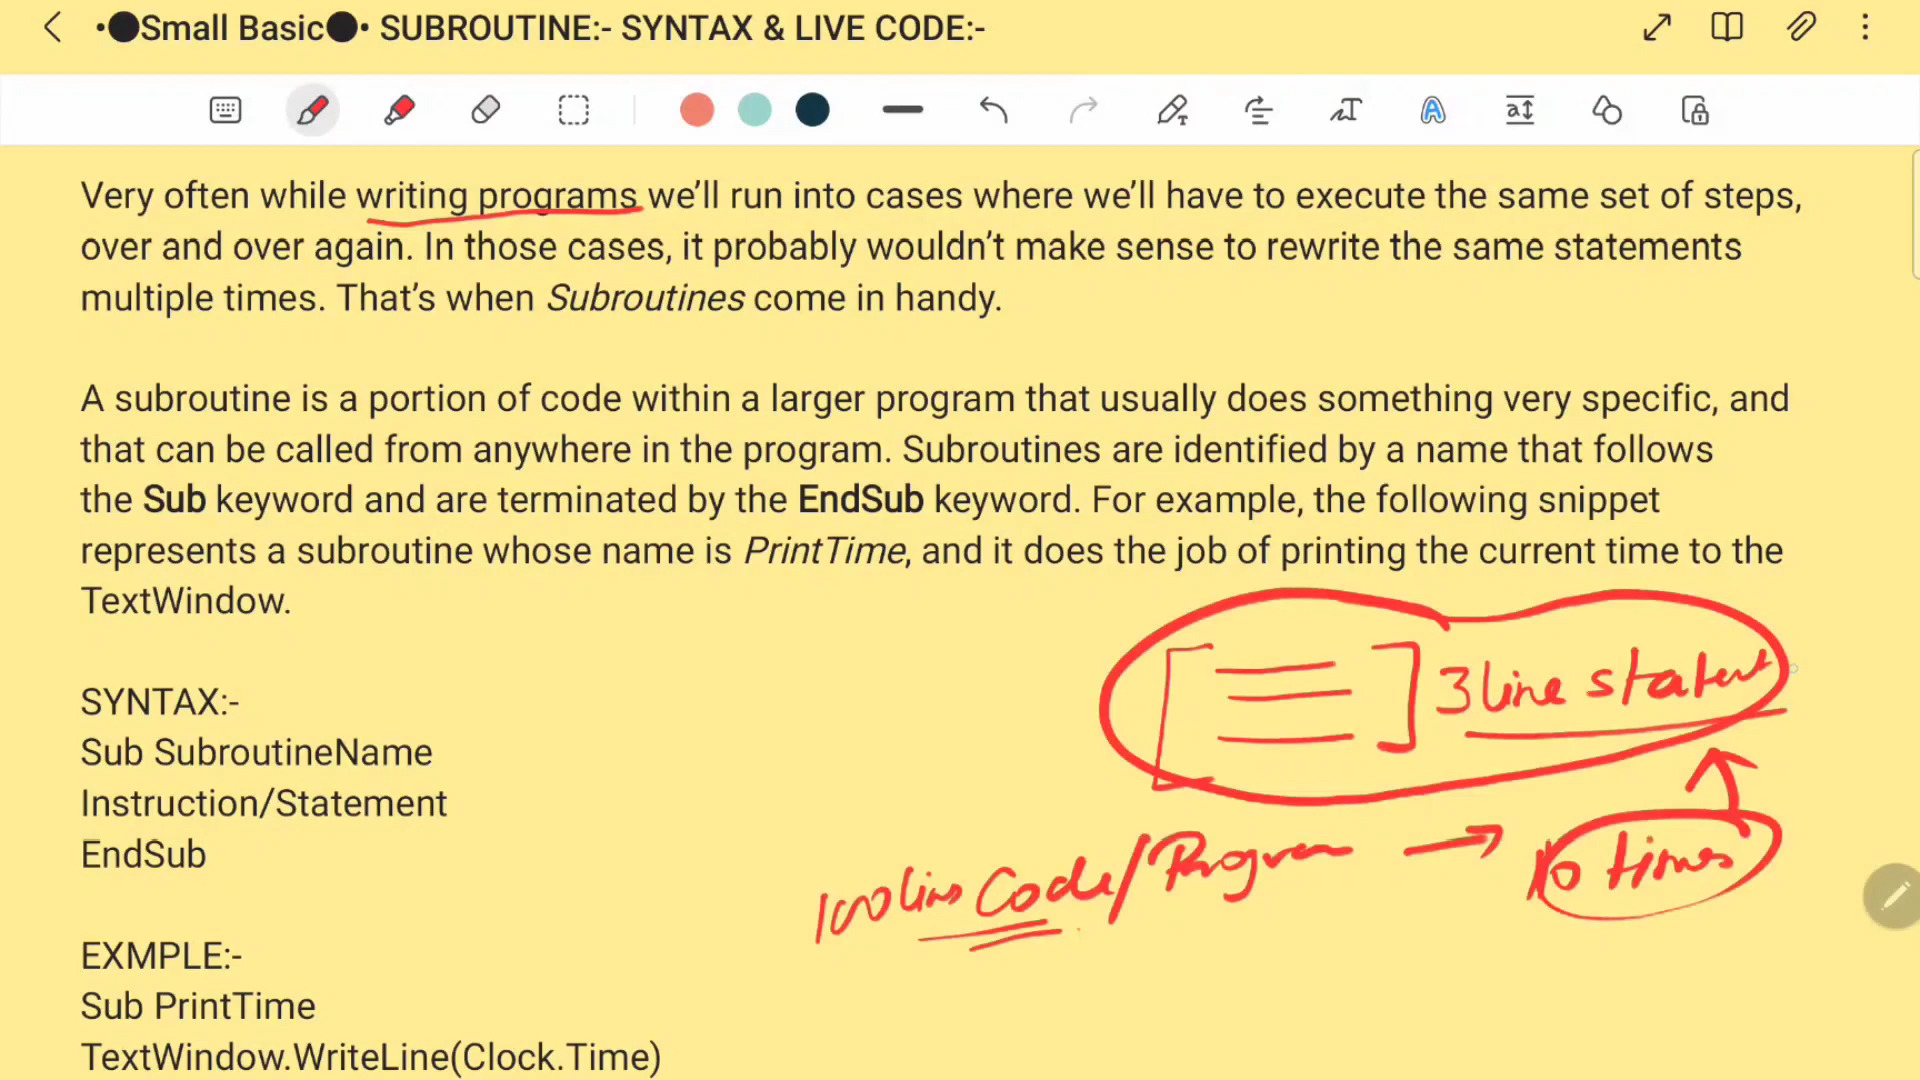 •●Small Basic●• SUBROUTINE:- SYNTAX & LIVE CODE:-
Very often while writing programs we’ll run into cases where we’ll have to execute the same set of steps,
over and over again. In those cases, it probably wouldn’t make sense to rewrite the same statements
multiple times. That’s when Subroutines come in handy.
A subroutine is a portion of code within a larger program that usually does something very specific, and
that can be called from anywhere in the program. Subroutines are identified by a name that follows
the Sub keyword and are terminated by the EndSub keyword. For example, the following snippet
represents a subroutine whose name is PrintTime, and it does the job of printing the current time to the
TextWindow.
3 line
SYNTAX:-
Sub SubroutineName
Instruction/Statement
EndSub
100 Code/Program → 10 times
EXMPLE:-
Sub PrintTime
TextWindow.WriteLine(Clock.Time)